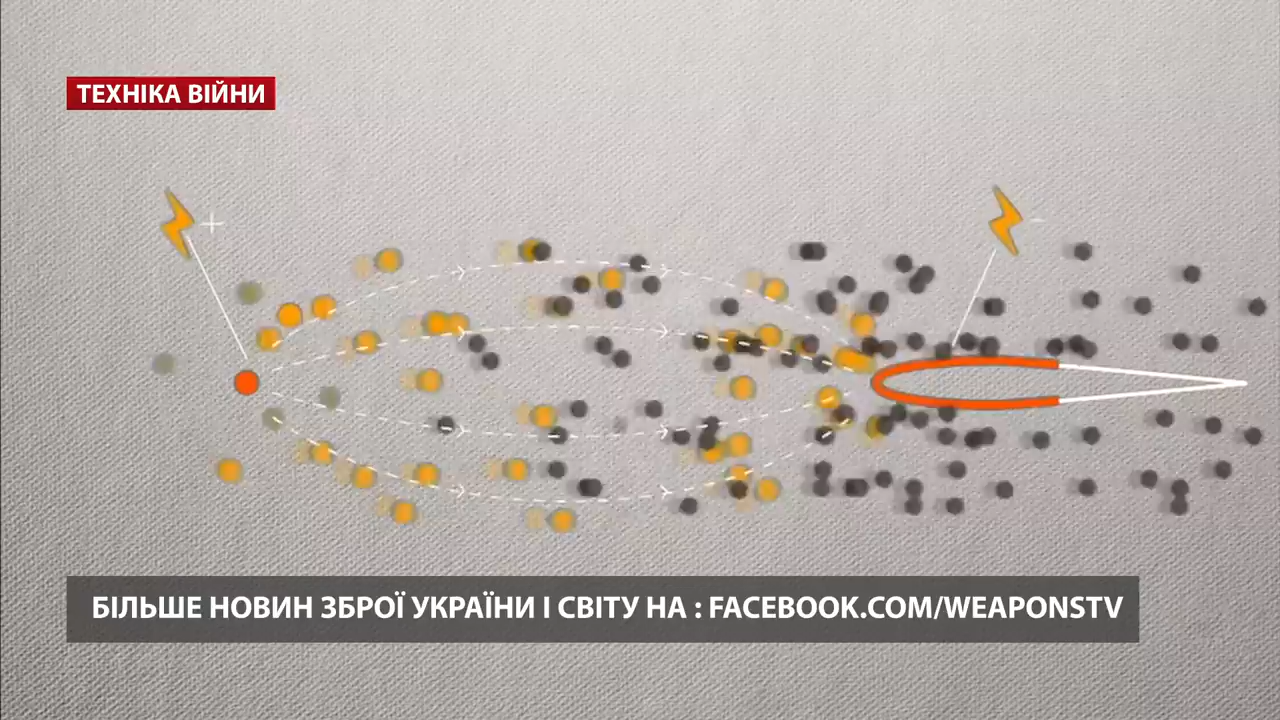 ТЕХНІКА ВІЙНИ
+
-
БІЛЬШЕ НОВИН ЗБРОЇ УКРАЇНИ І СВІТУ НА : FACEBOOK.COM/WEAPONSTV